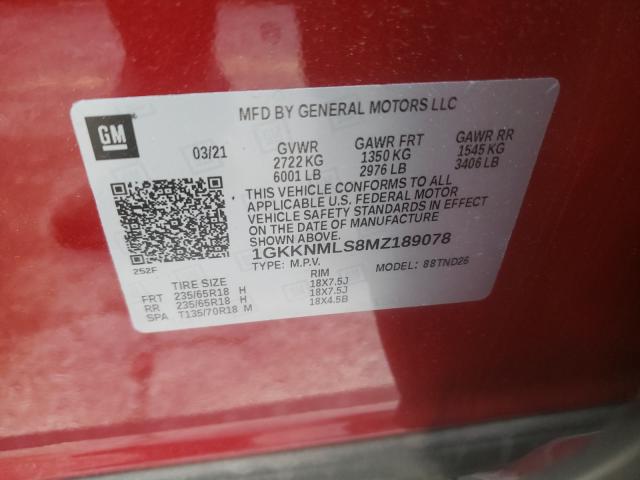 MFD BY GENERAL MOTORS LLC
GM
03/21 GVWR GAWR FRT GAWR RR
2722 KG 1350 KG 1545 KG
6001 LB 2976 LB 3406 LB
THIS VEHICLE CONFORMS TO ALL
APPLICABLE U.S. FEDERAL MOTOR
VEHICLE SAFETY STANDARDS IN EFFECT
ON THE DATE OF MANUFACTURE
SHOWN ABOVE.
1GKKNMLS8MZ189078
252F
TYPE: M.P.V. MODEL: 88TND26
TIRE SIZE RIM
FRT 235/65R18 H 18X7.5J
RR 235/65R18 H 18X7.5J
SPA T135/70R18 M 18X4.5B